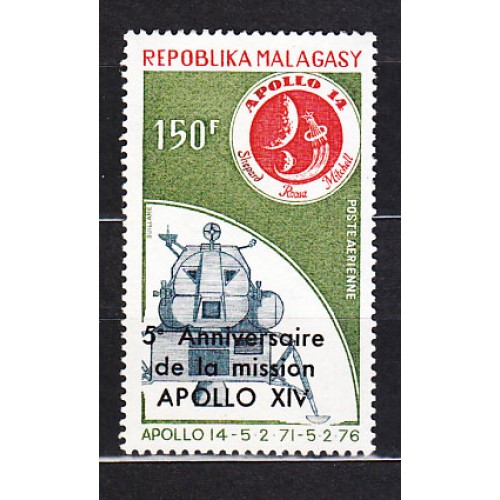 REPOBLIKA MALAGASY
APOLLO 14
150F
Shepard Roosa Mitchell
POSTE AERIENNE
5e Anniversaire
de la mission
APOLLO XIV
APOLLO 14-5·2·71-5·2·76